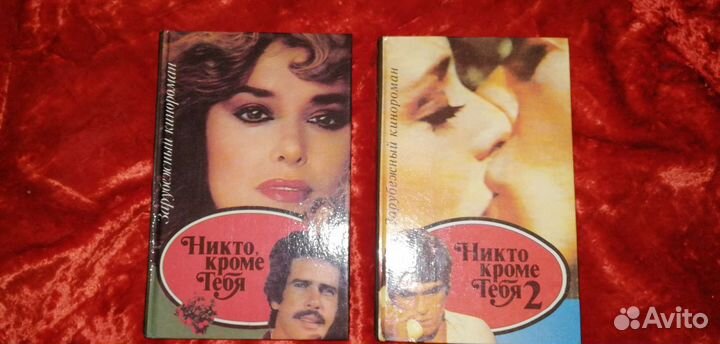 Зарубежный кинороман
Никто,
кроме
Тебя
Зарубежный кинороман
Никто
кроме
Тебя 2
Avito